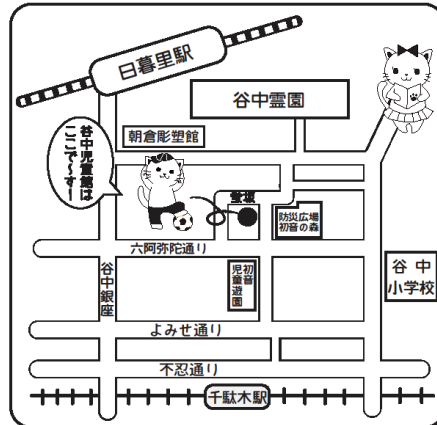 日暮里駅
谷中霊園
朝倉彫塑館
谷中児童館は
ここで〜す!
螢坂
防災広場
初音の森
六阿弥陀通り
谷中銀座
初音
児童遊園
谷中
小学校
よみせ通り
不忍通り
千駄木駅